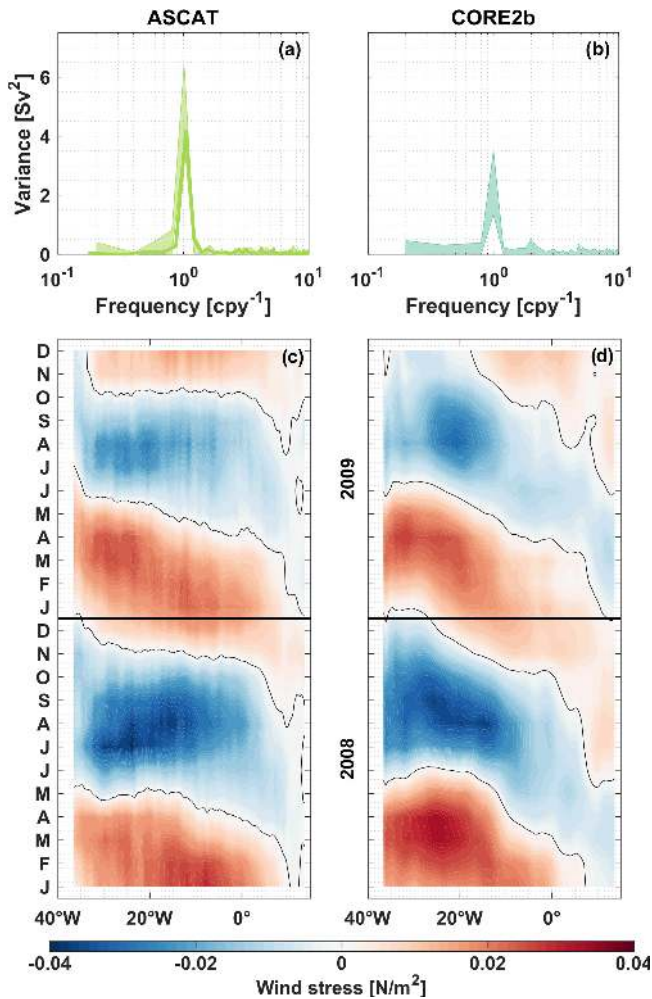 ASCAT CORE2b
(a) (b)
Variance [Sv²]
6
4
2
0
10⁻¹ 10⁰ 10¹ 10⁻¹ 10⁰ 10¹
Frequency [cpy⁻¹] Frequency [cpy⁻¹]
(c) (d)
D
N
O
S
A
J
J
M
A
M
F
J
2009
D
N
O
S
A
J
J
M
A
M
F
J
2008
40°W 20°W 0° 40°W 20°W 0°
-0.04 -0.02 0 0.02 0.04
Wind stress [N/m²]